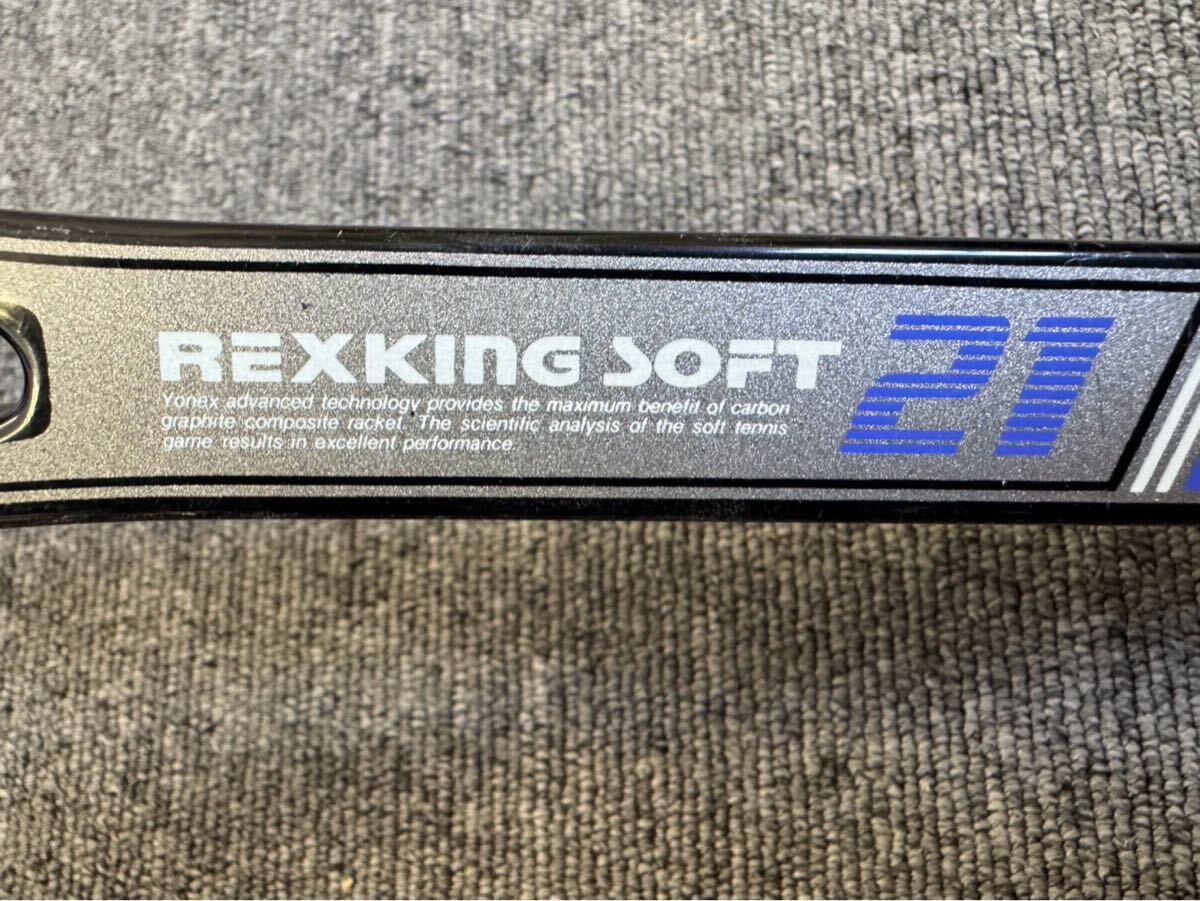 REXKING SOFT 21
Yonex advanced technology provides the maximum benefit of carbon
graphite composite racket. The scientific analysis of the soft tennis
game results in excellent performance.